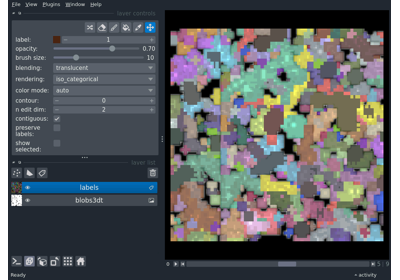 File View Plugins Window Help
layer controls
label: 1
opacity: 0.70
brush size: 10
blending: translucent
rendering: iso_categorical
color mode: auto
contour: 0
n edit dim: 2
contiguous:
preserve
labels:
show
selected:
layer list
labels
blobs3dt
Ready
activity